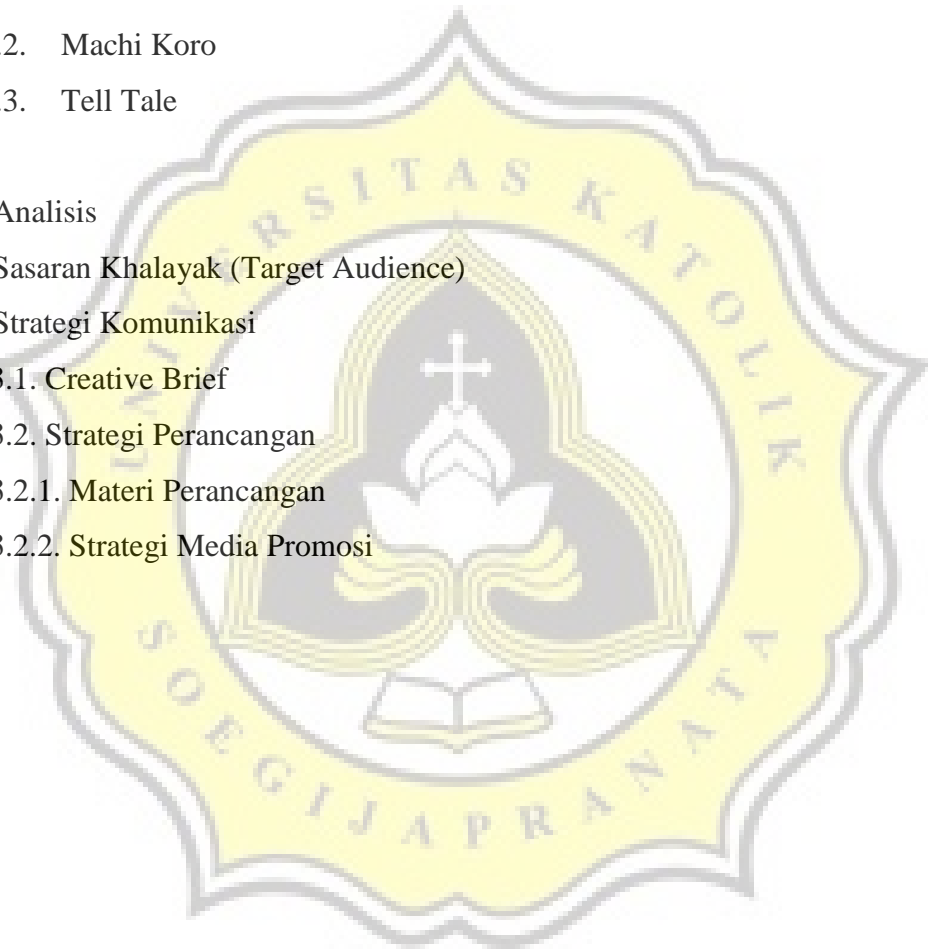 .2. Machi Koro
.3. Tell Tale
Analisis
Sasaran Khalayak (Target Audience)
Strategi Komunikasi
3.1. Creative Brief
3.2. Strategi Perancangan
3.2.1. Materi Perancangan
3.2.2. Strategi Media Promosi
UNIVERSITAS KATOLIK
SOEGIJAPRANATA